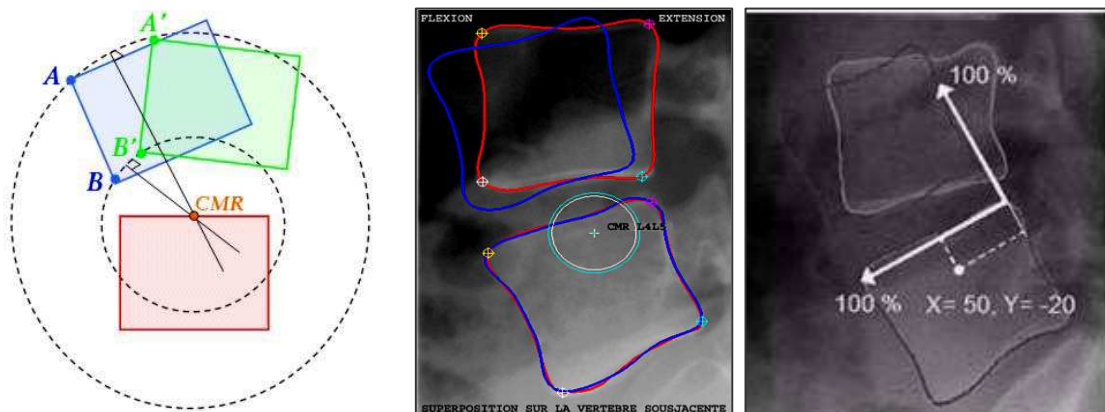 A'
A
B'
B
CMR
FLEXION
EXTENSION
CMR L4L5
SUPERPOSITION SUR LA VERTEBRE SOUSJACENTE
100 %
100 %
X= 50, Y= -20